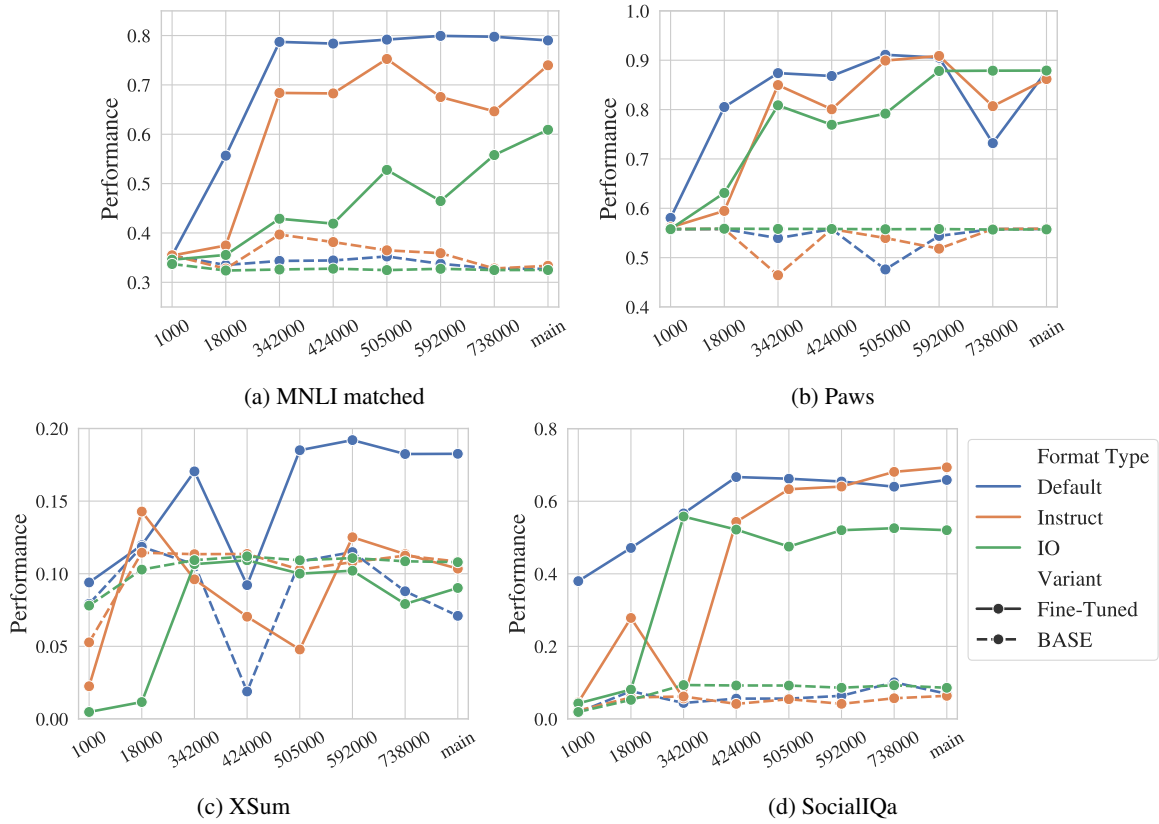 Performance
0.8
0.7
0.6
0.5
0.4
0.3
1000
18000
342000
424000
505000
592000
738000
main
(a) MNLI matched
Performance
1.0
0.9
0.8
0.7
0.6
0.5
0.4
1000
18000
342000
424000
505000
592000
738000
main
(b) Paws
Performance
0.20
0.15
0.10
0.05
0.00
1000
18000
342000
424000
505000
592000
738000
main
(c) XSum
Performance
0.8
0.6
0.4
0.2
0.0
1000
18000
342000
424000
505000
592000
738000
main
(d) SocialIQa
Format Type
Default
Instruct
IO
Variant
Fine-Tuned
BASE